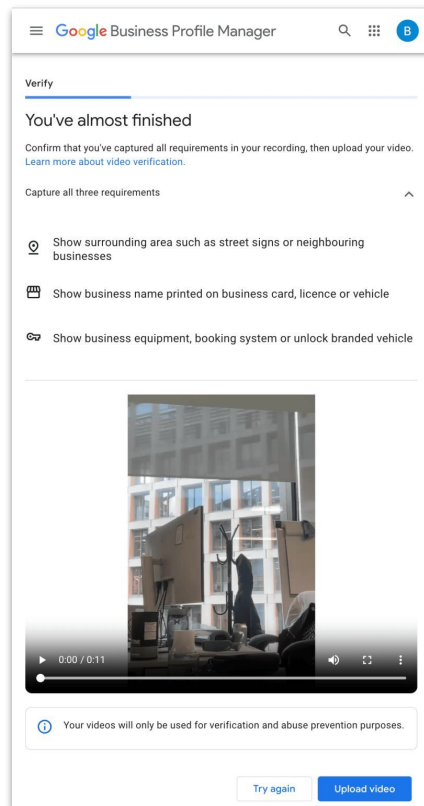 Google Business Profile Manager
B
Verify
You've almost finished
Confirm that you've captured all requirements in your recording, then upload your video.
Learn more about video verification.
Capture all three requirements
Show surrounding area such as street signs or neighbouring
businesses
Show business name printed on business card, licence or vehicle
Show business equipment, booking system or unlock branded vehicle
0:00 / 0:11
Your videos will only be used for verification and abuse prevention purposes.
Try again
Upload video